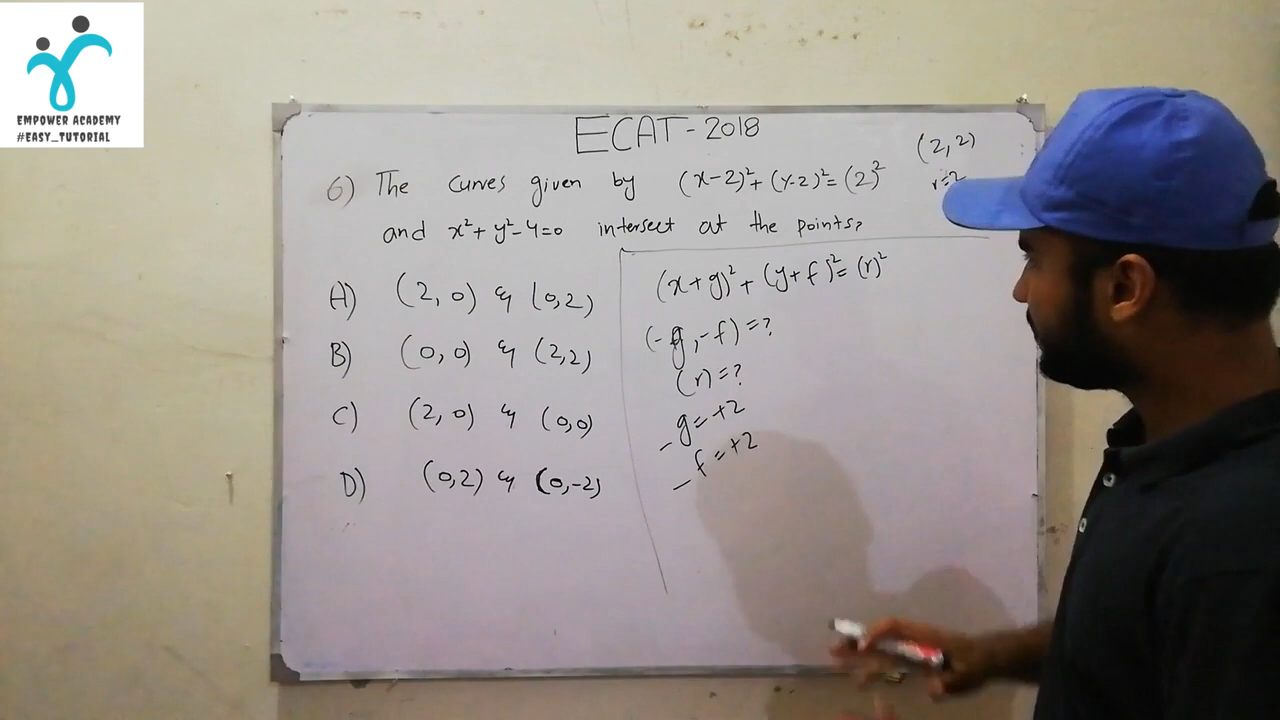 EMPOWER ACADEMY
#EASY_TUTORIAL
ECAT-2018
(2,2)
r=2
6) The curves given by (x-2)²+(y-2)²=(2)²
and x²+y²-4=0 intersect at the points?
A) (2,0) & (0,2)
B) (0,0) & (2,2)
C) (2,0) & (0,0)
D) (0,2) & (0,-2)
(x+g)²+(y+f)²=(r)²
(-g,-f)=?
(r)=?
-g=+2
-f=+2